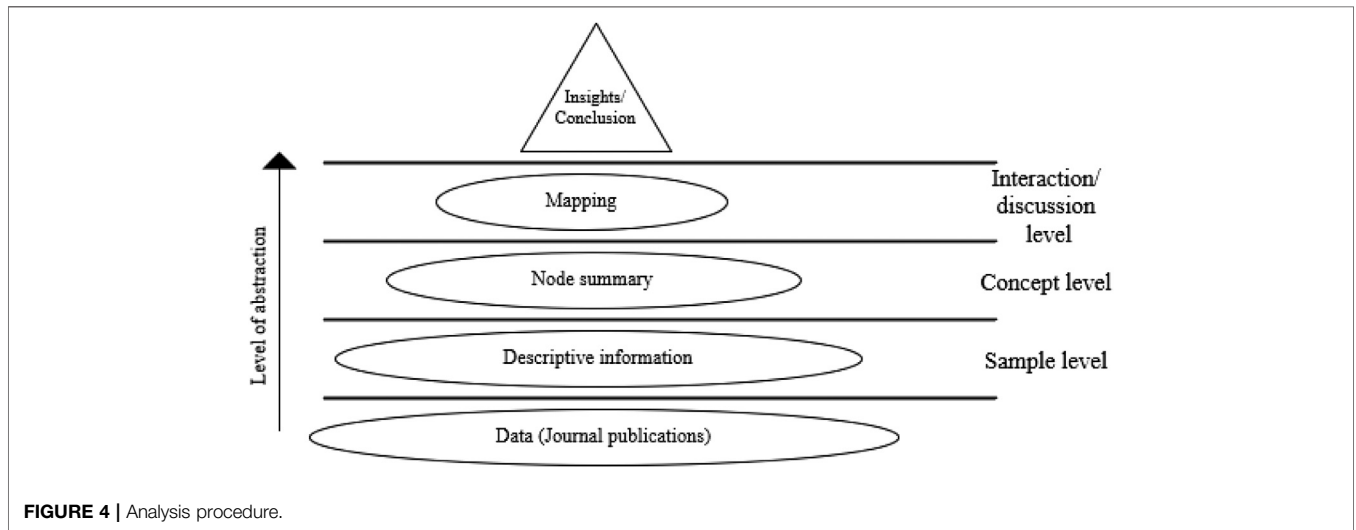 Insights/
Conclusion
Mapping
Interaction/
discussion
level
Node summary
Concept level
Descriptive information
Sample level
Data (Journal publications)
Level of abstraction
FIGURE 4 | Analysis procedure.